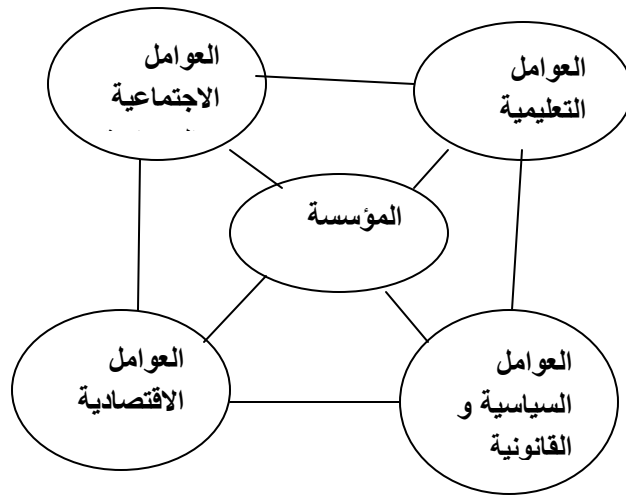 العوامل
التعليمية
العوامل
الاجتماعية
المؤسسة
العوامل
السياسية و
القانونية
العوامل
الاقتصادية